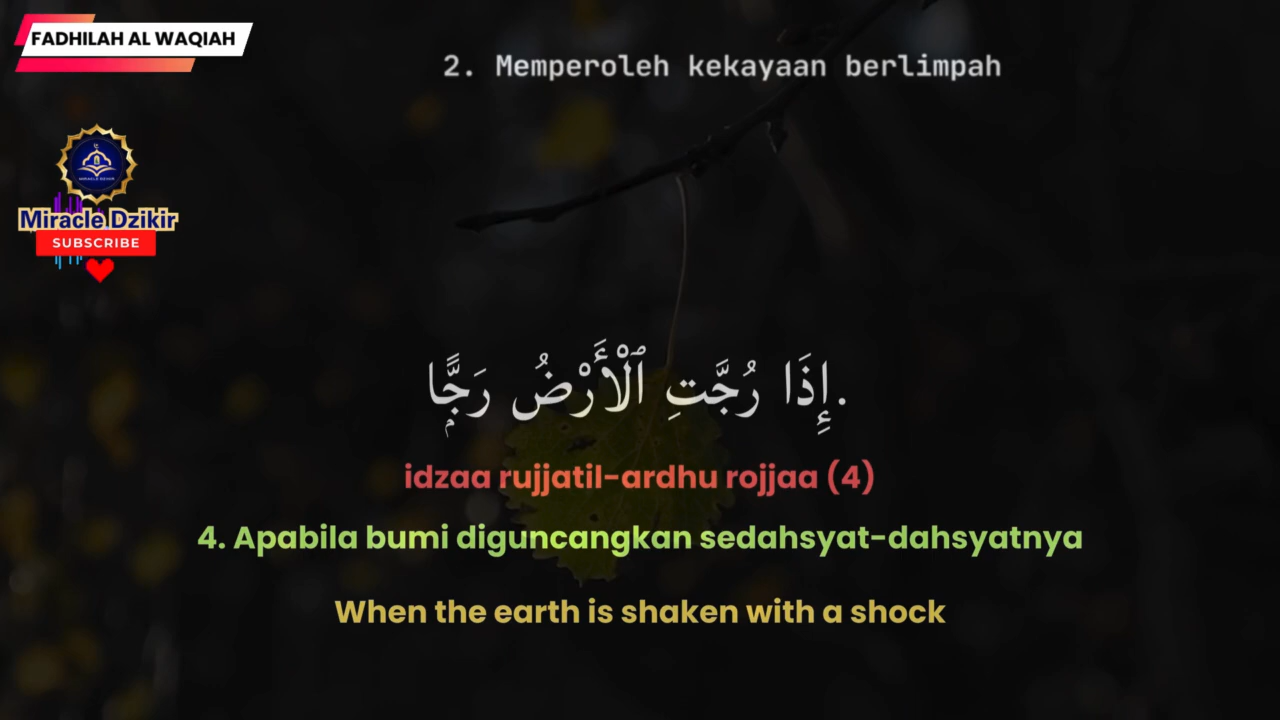 FADHILAH AL WAQIAH
2. Memperoleh kekayaan berlimpah
Miracle Dzikir
SUBSCRIBE
.إِذَا رُجَّتِ ٱلْأَرْضُ رَجًّۭا
idzaa rujjatil-ardhu rojjaa (4)
4. Apabila bumi diguncangkan sedahsyat-dahsyatnya
When the earth is shaken with a shock